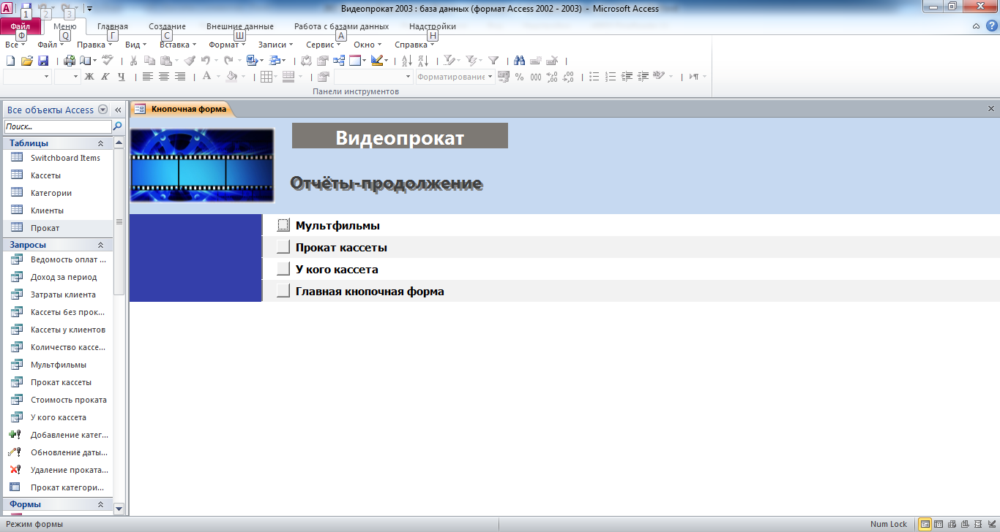 Видеопрокат 2003 : база данных (формат Access 2002 - 2003) - Microsoft Access
1 2 3
Файл Меню Главная Создание Внешние данные Работа с базами данных Надстройки
Ф Q Г С Ш А Н
Все Файл Правка Вид Вставка Формат Записи Сервис Окно Справка
Ж К Ч А Форматирование % 000
Панели инструментов
Все объекты Access
Кнопочная форма
Поиск...
Таблицы
Switchboard Items
Кассеты
Категории
Клиенты
Прокат
Запросы
Ведомость оплат ...
Доход за период
Затраты клиента
Кассеты без прок...
Кассеты у клиентов
Количество кассе...
Мультфильмы
Прокат кассеты
Стоимость проката
У кого кассета
Добавление катег...
Обновление даты...
Удаление проката...
Прокат категори...
Формы
Видеопрокат
Отчёты-продолжение
Мультфильмы
Прокат кассеты
У кого кассета
Главная кнопочная форма
Режим формы
Num Lock